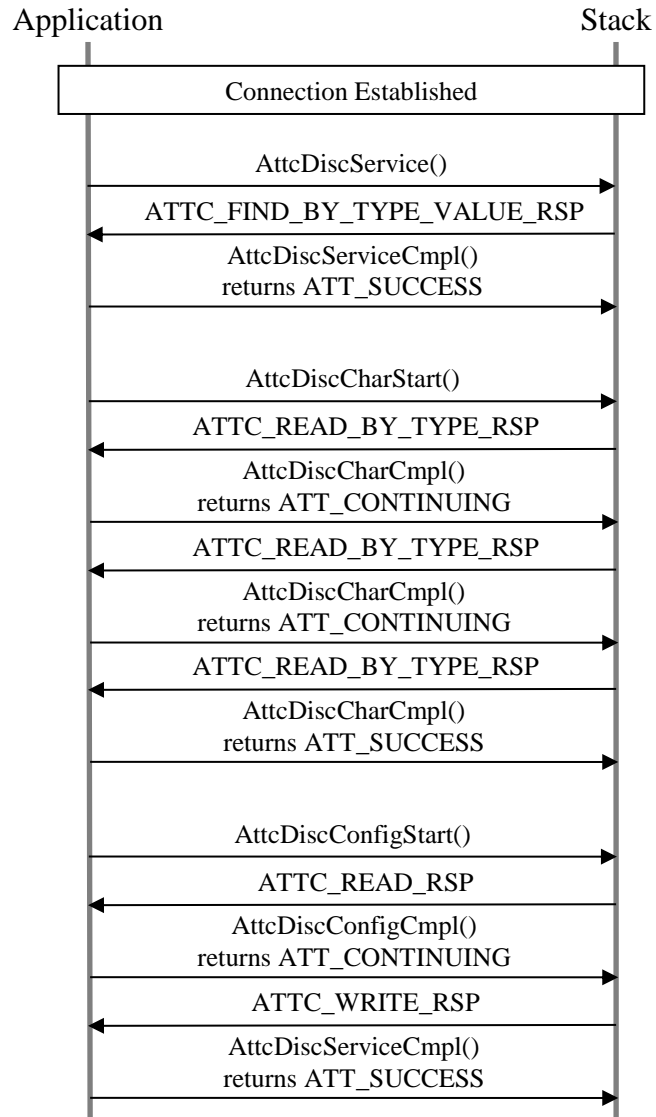 Application Stack
Connection Established
AttcDiscService()
ATTC_FIND_BY_TYPE_VALUE_RSP
AttcDiscServiceCmpl()
returns ATT_SUCCESS
AttcDiscCharStart()
ATTC_READ_BY_TYPE_RSP
AttcDiscCharCmpl()
returns ATT_CONTINUING
ATTC_READ_BY_TYPE_RSP
AttcDiscCharCmpl()
returns ATT_CONTINUING
ATTC_READ_BY_TYPE_RSP
AttcDiscCharCmpl()
returns ATT_SUCCESS
AttcDiscConfigStart()
ATTC_READ_RSP
AttcDiscConfigCmpl()
returns ATT_CONTINUING
ATTC_WRITE_RSP
AttcDiscServiceCmpl()
returns ATT_SUCCESS